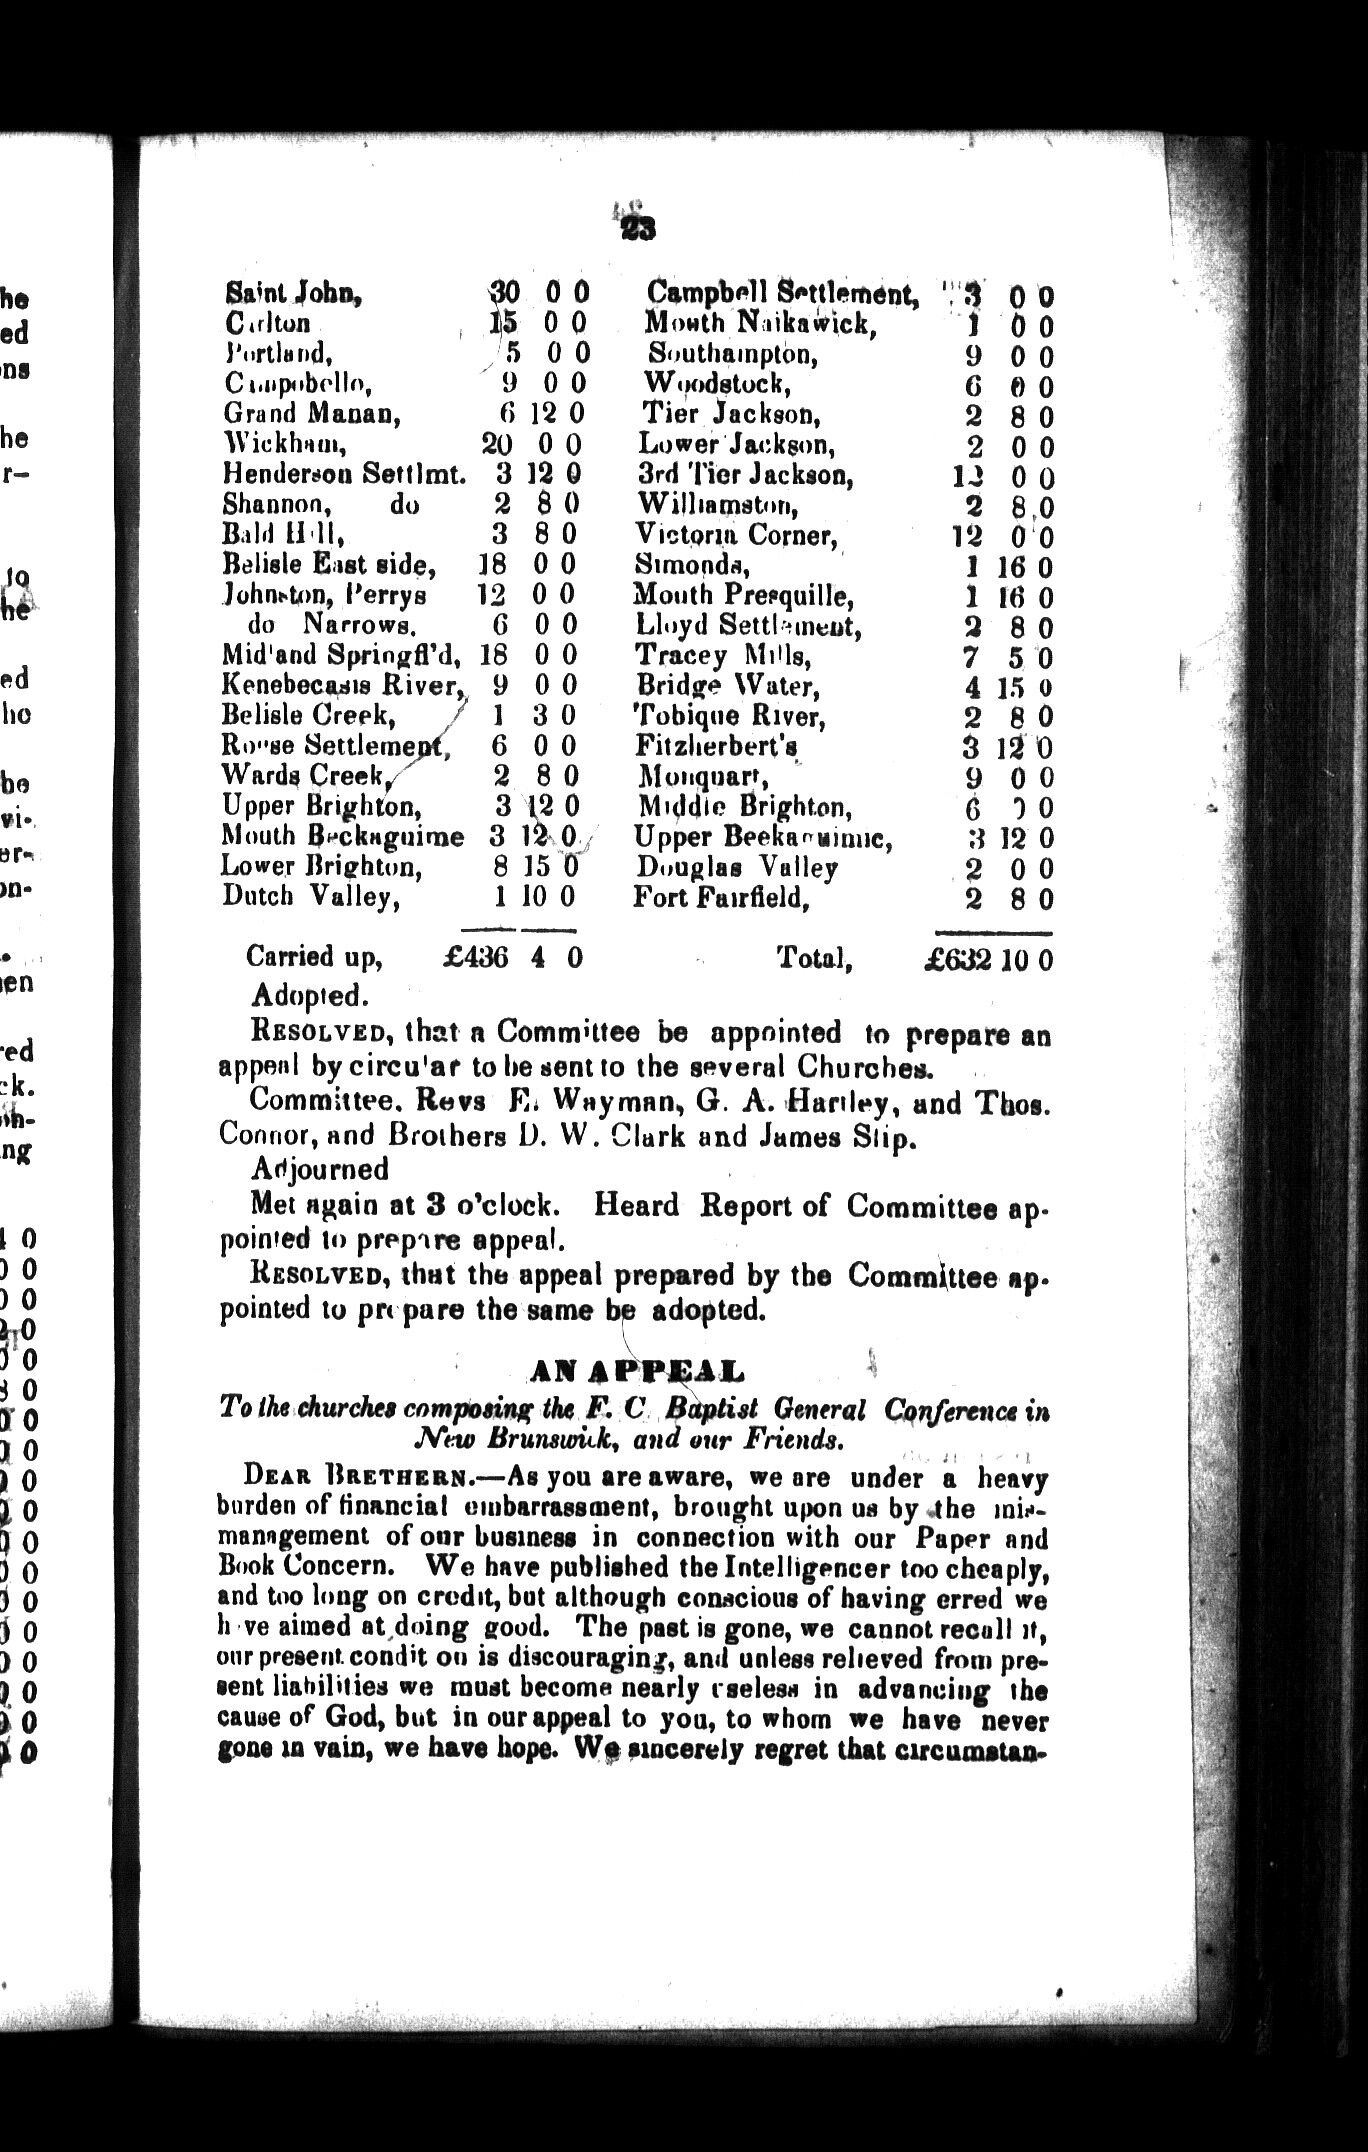 23
Saint John, 30 0 0
Carlton 15 0 0
Portland, 5 0 0
Campobello, 9 0 0
Grand Manan, 6 12 0
Wickham, 20 0 0
Henderson Settlmt. 3 12 0
Shannon, do 2 8 0
Bald Hill, 3 8 0
Belisle East side, 18 0 0
Johnston, Perrys 12 0 0
do Narrows. 6 0 0
Midland Springfl'd, 18 0 0
Kenebecasis River, 9 0 0
Belisle Creek, 1 3 0
Rouse Settlement, 6 0 0
Wards Creek, 2 8 0
Upper Brighton, 3 12 0
Mouth Beckaguime 3 12 0
Lower Brighton, 8 15 0
Dutch Valley, 1 10 0
Carried up, £436 4 0
Campbell Settlement, 3 0 0
Mouth Naikawick, 1 0 0
Southampton, 9 0 0
Woodstock, 6 0 0
Tier Jackson, 2 8 0
Lower Jackson, 2 0 0
3rd Tier Jackson, 0 0
Williamston, 2 8 0
Victoria Corner, 12 0 0
Simonds, 1 16 0
Mouth Presquille, 1 16 0
Lloyd Settlement, 2 8 0
Tracey Mills, 7 5 0
Bridge Water, 4 15 0
Tobique River, 2 8 0
Fitzherbert's 3 12 0
Monquart, 9 0 0
Middle Brighton, 6 0 0
Upper 3 12 0
Douglas Valley 2 0 0
Fort Fairfield, 2 8 0
Total, £632 10 0
Adopted.
RESOLVED, that a Committee be appointed to prepare an
appeal by circular to be sent to the several Churches.
Committee. Revs E. Wayman, G. A. Hartley, and Thos.
Connor, and Brothers D. W. Clark and James Slip.
Adjourned
Met again at 3 o'clock. Heard Report of Committee ap-
pointed to prepare appeal.
RESOLVED, that the appeal prepared by the Committee ap-
pointed to prepare the same be adopted.
AN APPEAL
To the churches composing the F. C. Baptist General Conference in
New Brunswick, and our Friends.
DEAR BRETHERN.—As you are aware, we are under a heavy
burden of financial embarrassment, brought upon us by the mis-
management of our business in connection with our Paper and
Book Concern. We have published the Intelligencer too cheaply,
and too long on credit, but although conscious of having erred we
have aimed at doing good. The past is gone, we cannot recall it,
our present condition is discouraging, and unless relieved from pre-
sent liabilities we must become nearly useless in advancing the
cause of God, but in our appeal to you, to whom we have never
gone in vain, we have hope. We sincerely regret that circumstan-